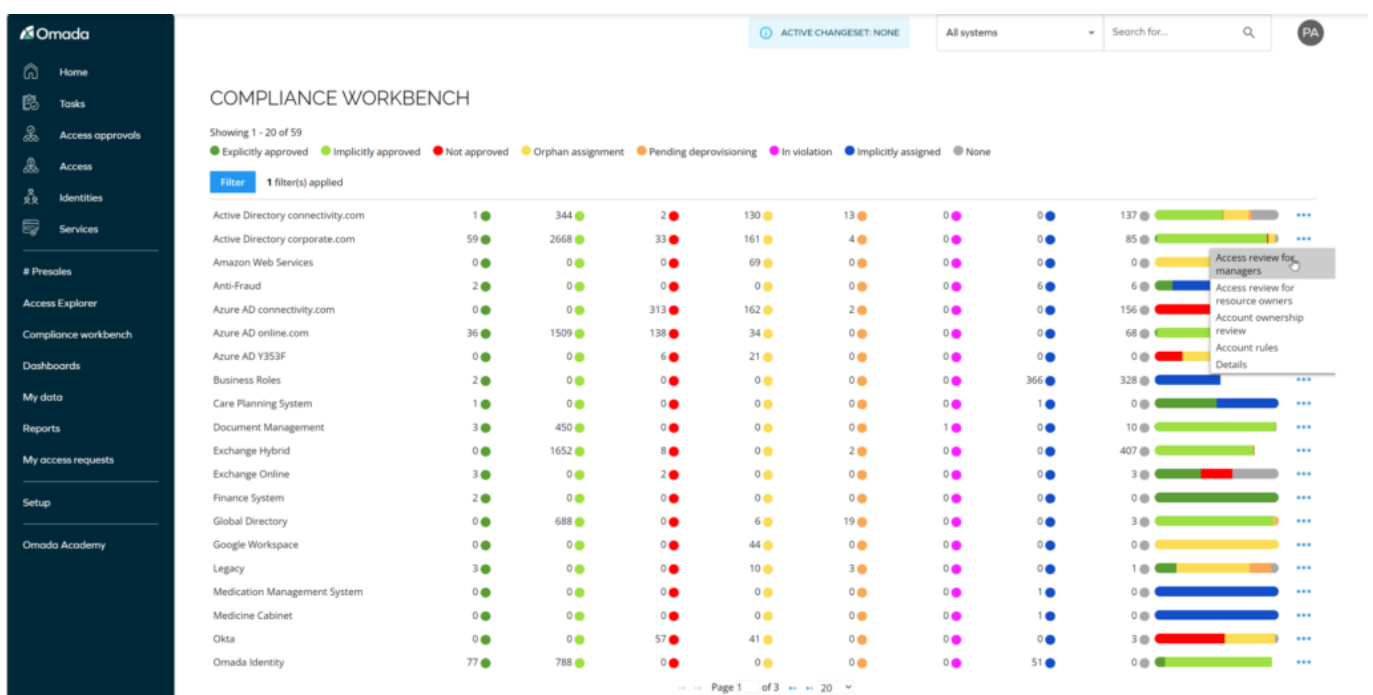 Omada
ACTIVE CHANGESET: NONE
All systems
Search for...
PA
Home
Tasks
Access approvals
Access
Identities
Services
# Presales
Access Explorer
Compliance workbench
Dashboards
My data
Reports
My access requests
Setup
Omada Academy
COMPLIANCE WORKBENCH
Showing 1 - 20 of 59
Explicitly approved Implicitly approved Not approved Orphan assignment Pending deprovisioning In violation Implicitly assigned None
Filter 1 filter(s) applied
Active Directory connectivity.com 1 344 2 130 13 0 0 137
Active Directory corporate.com 59 2668 33 161 4 0 0 85
Amazon Web Services 0 0 0 69 0 0 0 0
Anti-Fraud 2 0 0 0 0 0 6 6
Azure AD connectivity.com 0 0 313 162 2 0 0 156
Azure AD online.com 36 1509 138 34 0 0 0 68
Azure AD Y353F 0 0 6 21 0 0 0 0
Business Roles 2 0 0 0 0 0 366 328
Care Planning System 1 0 0 0 0 0 1 0
Document Management 3 450 0 0 0 1 0 10
Exchange Hybrid 0 1652 8 0 2 0 0 407
Exchange Online 3 0 2 0 0 0 0 3
Finance System 2 0 0 0 0 0 0 0
Global Directory 0 688 0 6 19 0 0 3
Google Workspace 0 0 0 44 0 0 0 0
Legacy 3 0 0 10 3 0 0 1
Medication Management System 0 0 0 0 0 0 1 0
Medicine Cabinet 0 0 0 0 0 0 1 0
Okta 0 0 57 41 0 0 0 3
Omada Identity 77 788 0 0 0 0 51 0
Access review for
managers
Access review for
resource owners
Account ownership
review
Account rules
Details
Page 1 of 3 20